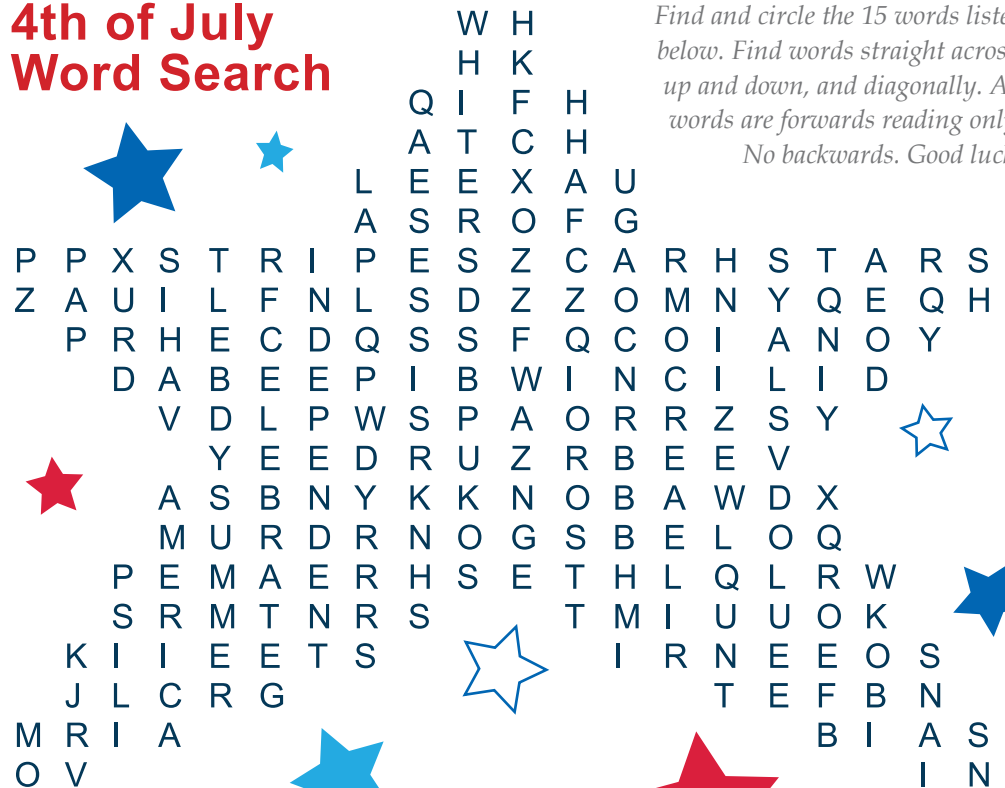 4th of July
Word Search
Find and circle the 15 words liste
below. Find words straight acros
up and down, and diagonally. A
words are forwards reading only
No backwards. Good luck
W H
H K
Q I F H
A T C H
L E E X A U
A S R O F G
P P X S T R I P E S Z C A R H S T A R S
Z A U I L F N L S D Z Z O M N Y Q E Q H
P R H E C D Q S S F Q C O I A N O Y
D A B E E P I B W I N C I L I D
V D L P W S P A O R R Z S Y
Y E E D R U Z R B E E V
A S B N Y K K N O B A W D X
M U R D R N O G S B E L O Q
P E M A E R H S E T H L Q L R W
S R M T N R S T M I U U O K
K I I E E T S I R N E E O S
J L C R G T E F B N
M R I A B I A S
O V I N